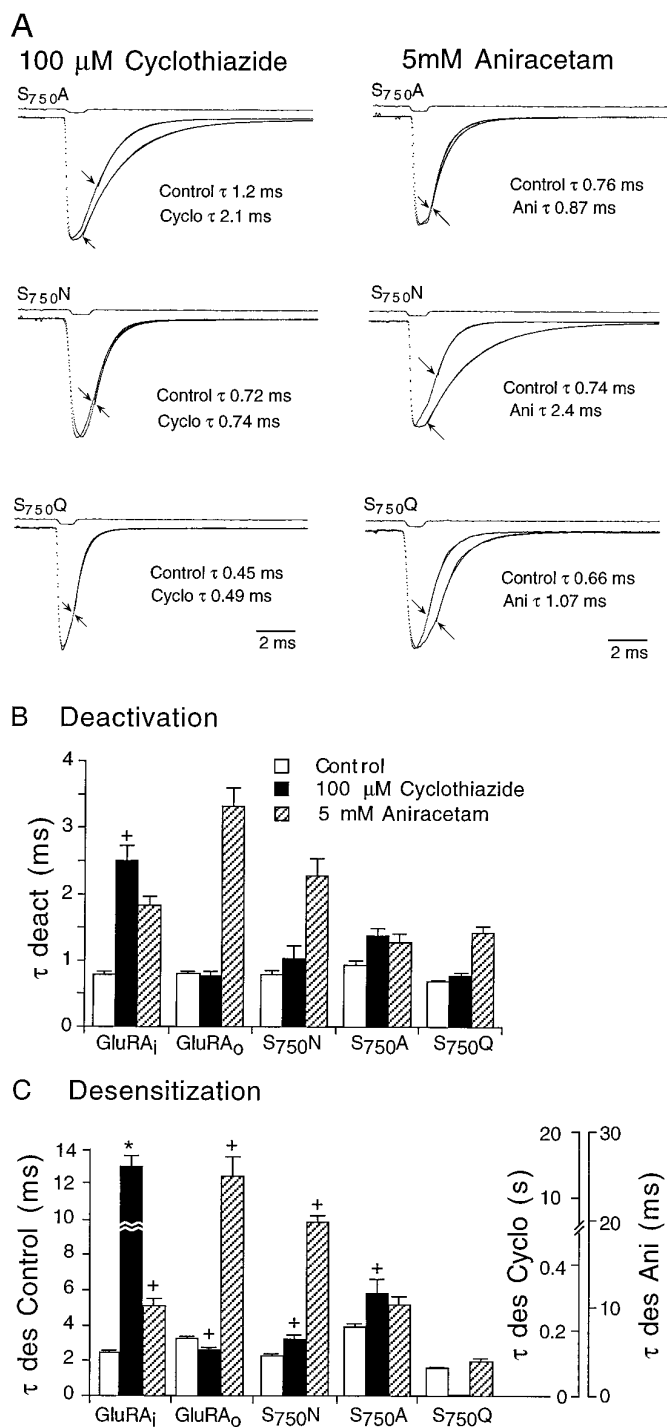 A
100 μM Cyclothiazide
5mM Aniracetam
S750A
Control τ 1.2 ms
Cyclo τ 2.1 ms
S750A
Control τ 0.76 ms
Ani τ 0.87 ms
S750N
Control τ 0.72 ms
Cyclo τ 0.74 ms
S750N
Control τ 0.74 ms
Ani τ 2.4 ms
S750Q
Control τ 0.45 ms
Cyclo τ 0.49 ms
2 ms
S750Q
Control τ 0.66 ms
Ani τ 1.07 ms
2 ms
B Deactivation
τ deact (ms)
4
3
2
1
0
Control
100 μM Cyclothiazide
5 mM Aniracetam
+
GluRAi GluRAo S750N S750A S750Q
C Desensitization
τ des Control (ms)
14
12
10
8
6
4
2
0
* + + + + + +
GluRAi GluRAo S750N S750A S750Q
τ des Cyclo (s)
20
10
0.4
0.2
0
τ des Ani (ms)
30
20
10
0